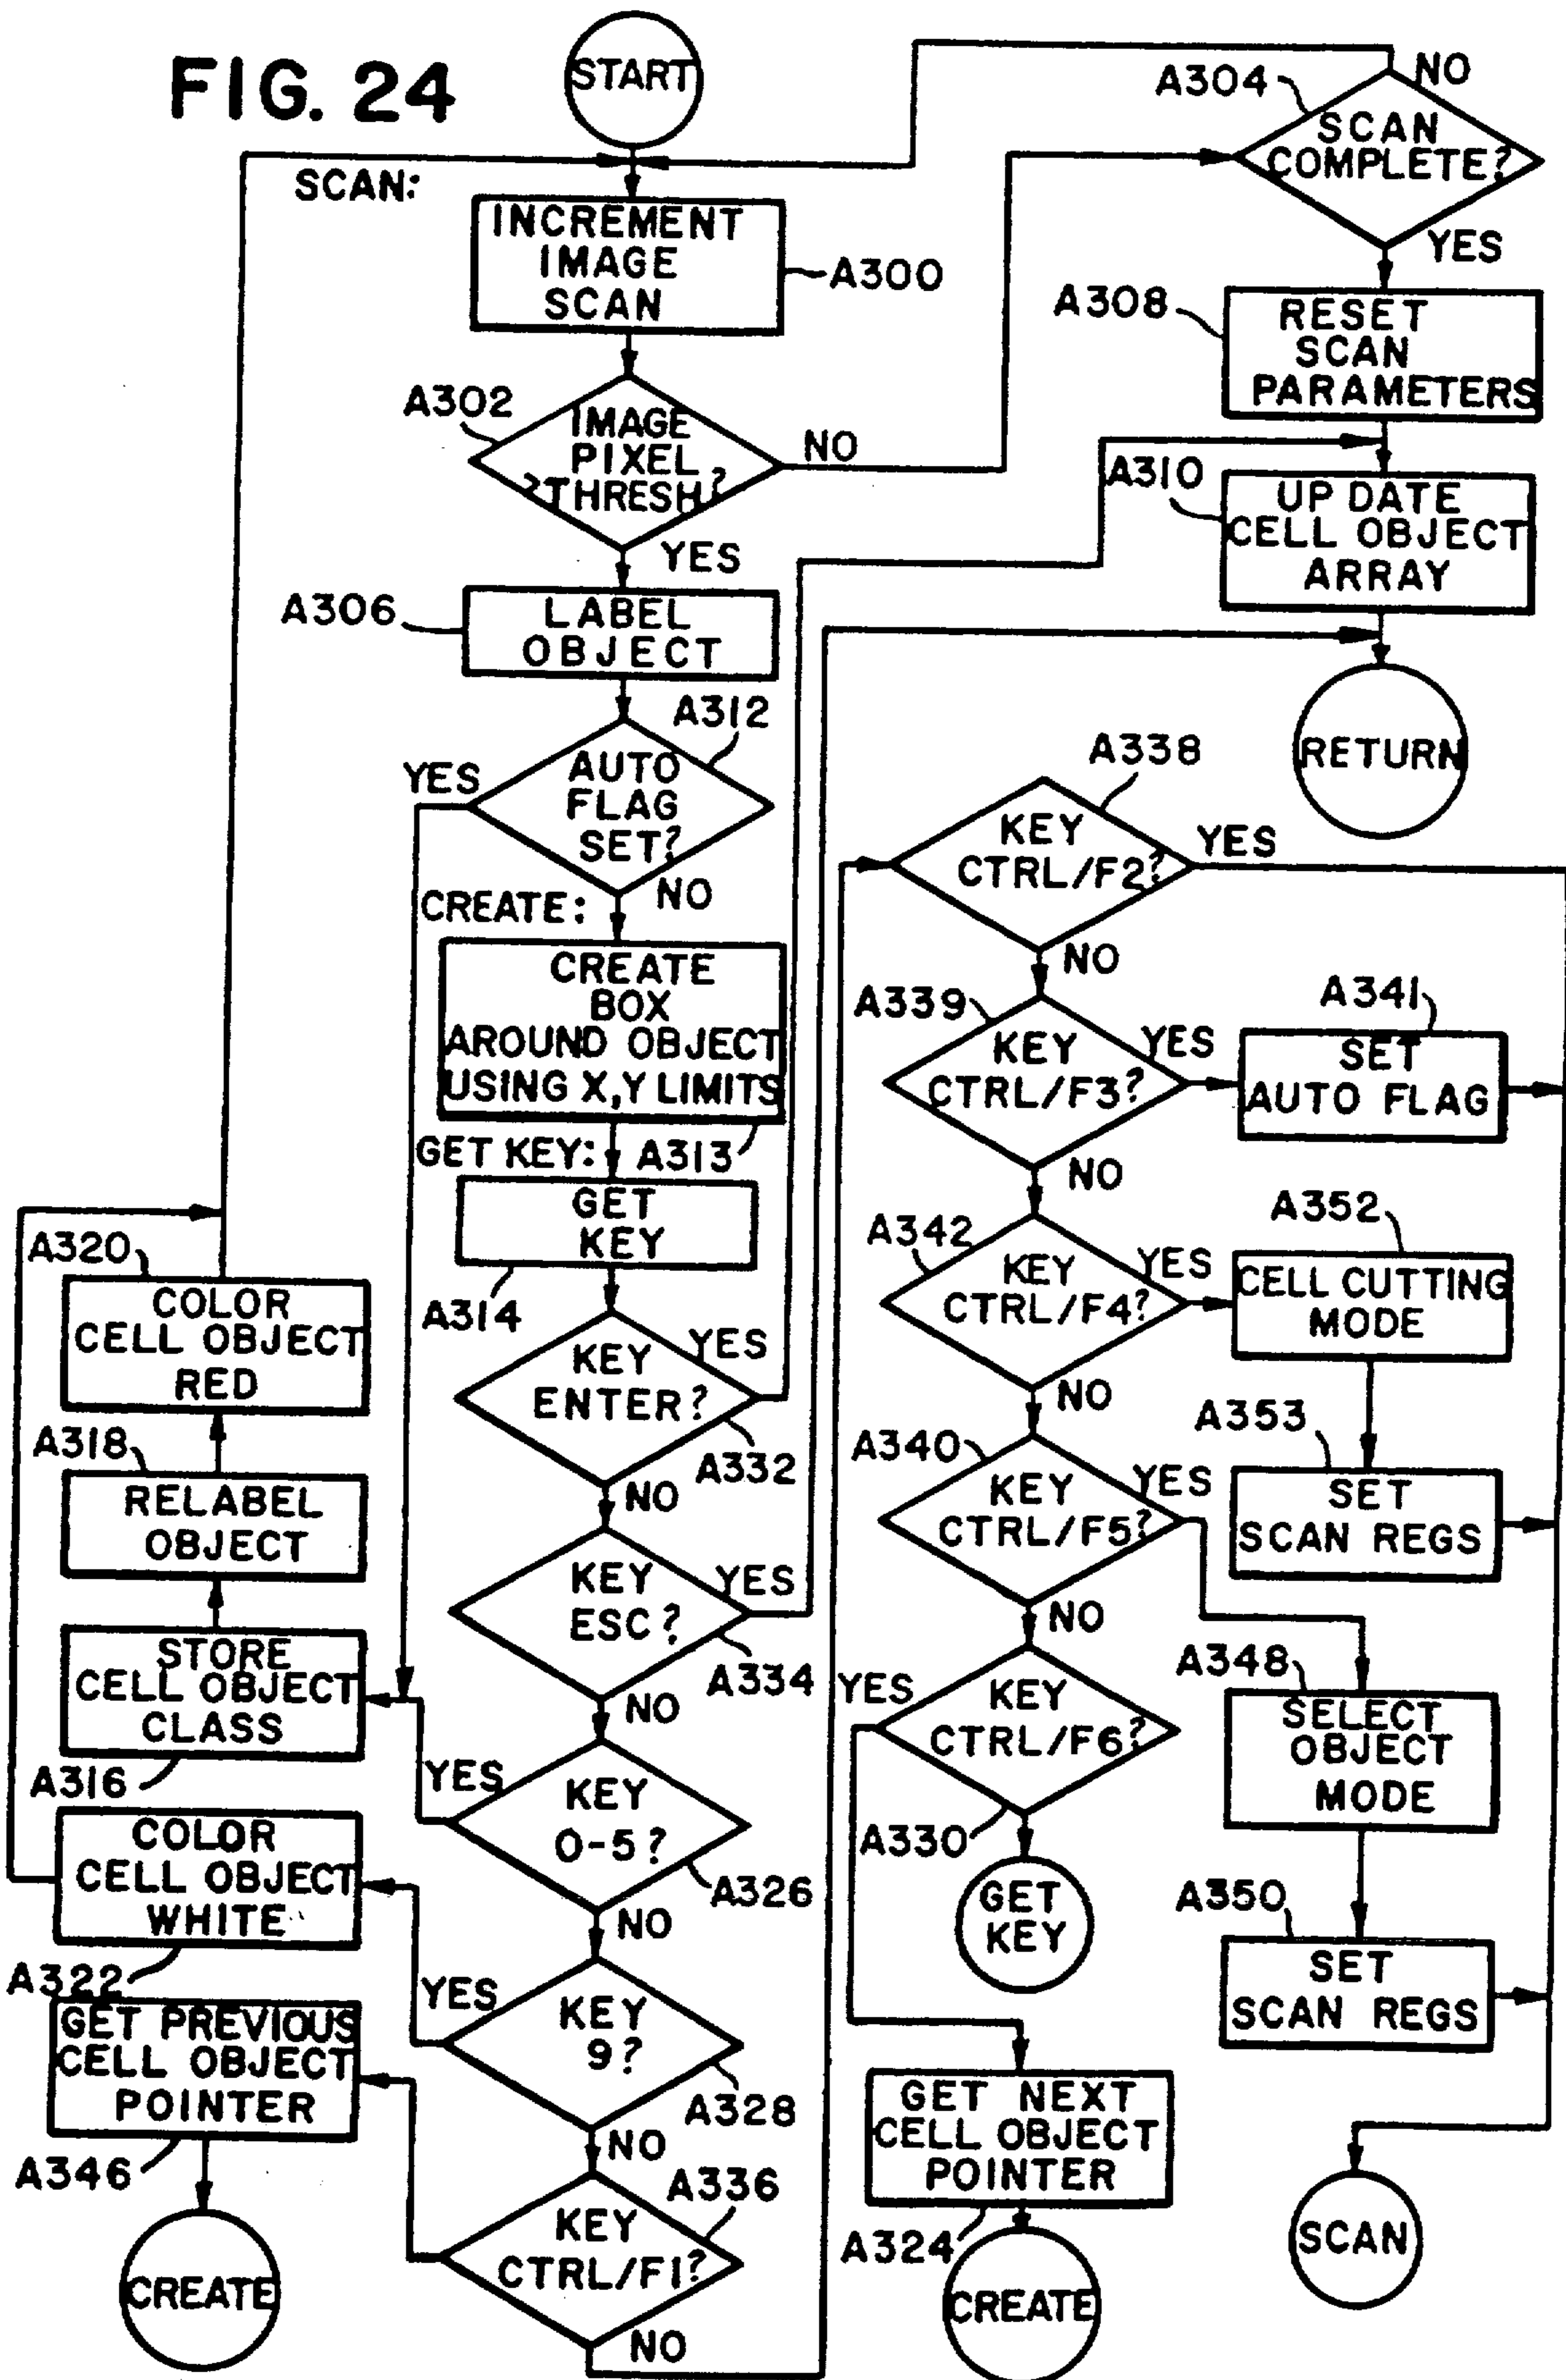 FIG. 24
START
SCAN:
INCREMENT
IMAGE
SCAN
A300
A302
IMAGE
PIXEL
>THRESH?
NO
YES
A304
SCAN
COMPLETE?
NO
YES
A308
RESET
SCAN
PARAMETERS
A310
UP DATE
CELL OBJECT
ARRAY
RETURN
A306
LABEL
OBJECT
A312
AUTO
FLAG
SET?
YES
NO
CREATE:
CREATE
BOX
AROUND OBJECT
USING X,Y LIMITS
GET KEY:
A313
GET
KEY
A314
KEY
ENTER?
YES
A332
NO
KEY
ESC?
YES
A334
NO
KEY
0-5?
YES
A326
NO
KEY
9?
YES
A328
NO
A336
KEY
CTRL/F1?
NO
A320
COLOR
CELL OBJECT
RED
A318
RELABEL
OBJECT
STORE
CELL OBJECT
CLASS
A316
COLOR
CELL OBJECT
WHITE
A322
GET PREVIOUS
CELL OBJECT
POINTER
A346
CREATE
A338
KEY
CTRL/F2?
YES
NO
A339
KEY
CTRL/F3?
YES
NO
A341
SET
AUTO FLAG
A342
KEY
CTRL/F4?
YES
NO
A352
CELL CUTTING
MODE
A353
SET
SCAN REGS
A340
KEY
CTRL/F5?
YES
NO
A348
SELECT
OBJECT
MODE
A350
SET
SCAN REGS
YES
KEY
CTRL/F6?
A330
GET
KEY
GET NEXT
CELL OBJECT
POINTER
A324
CREATE
SCAN